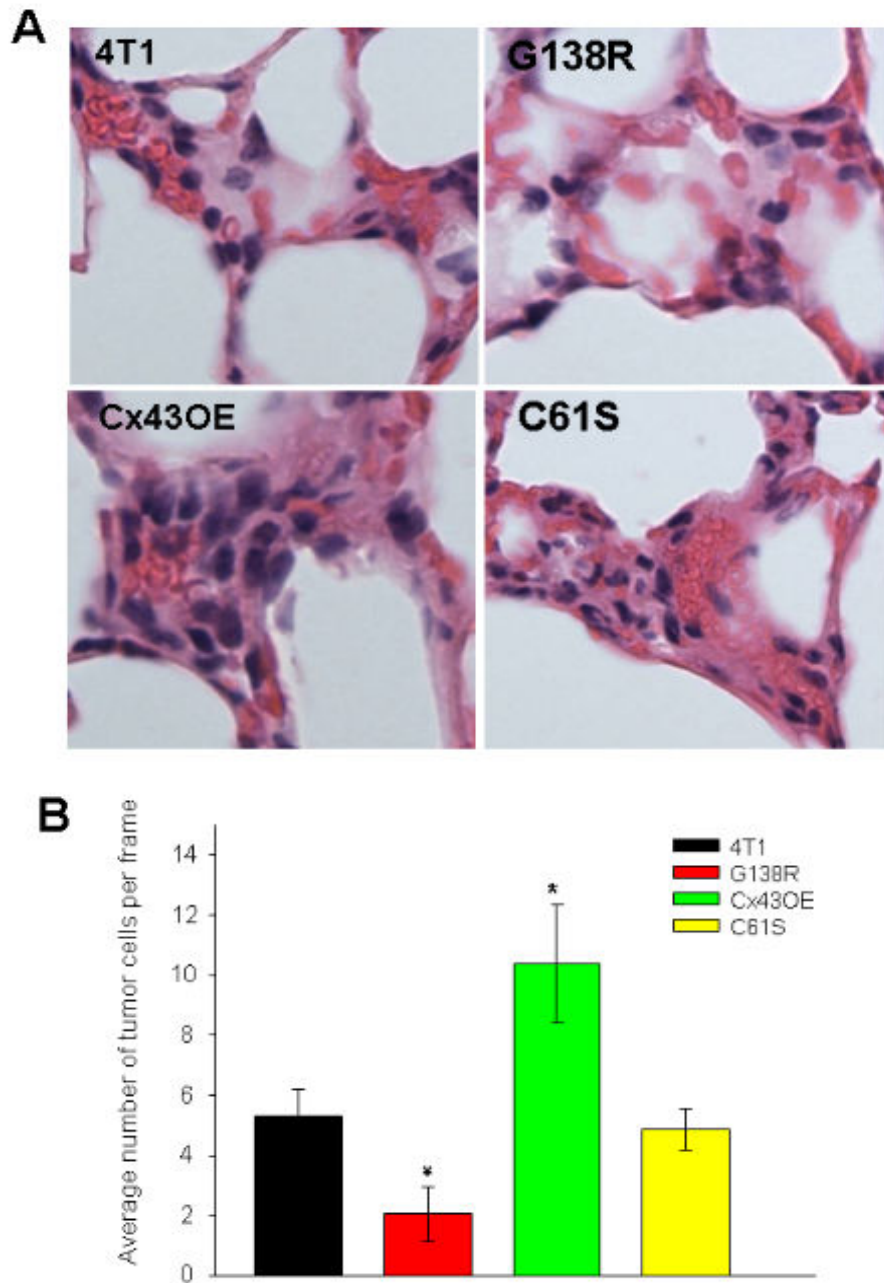 A
4T1
G138R
Cx43OE
C61S
B
Average number of tumor cells per frame
14
12
10
8
6
4
2
0
*
*
4T1
G138R
Cx43OE
C61S